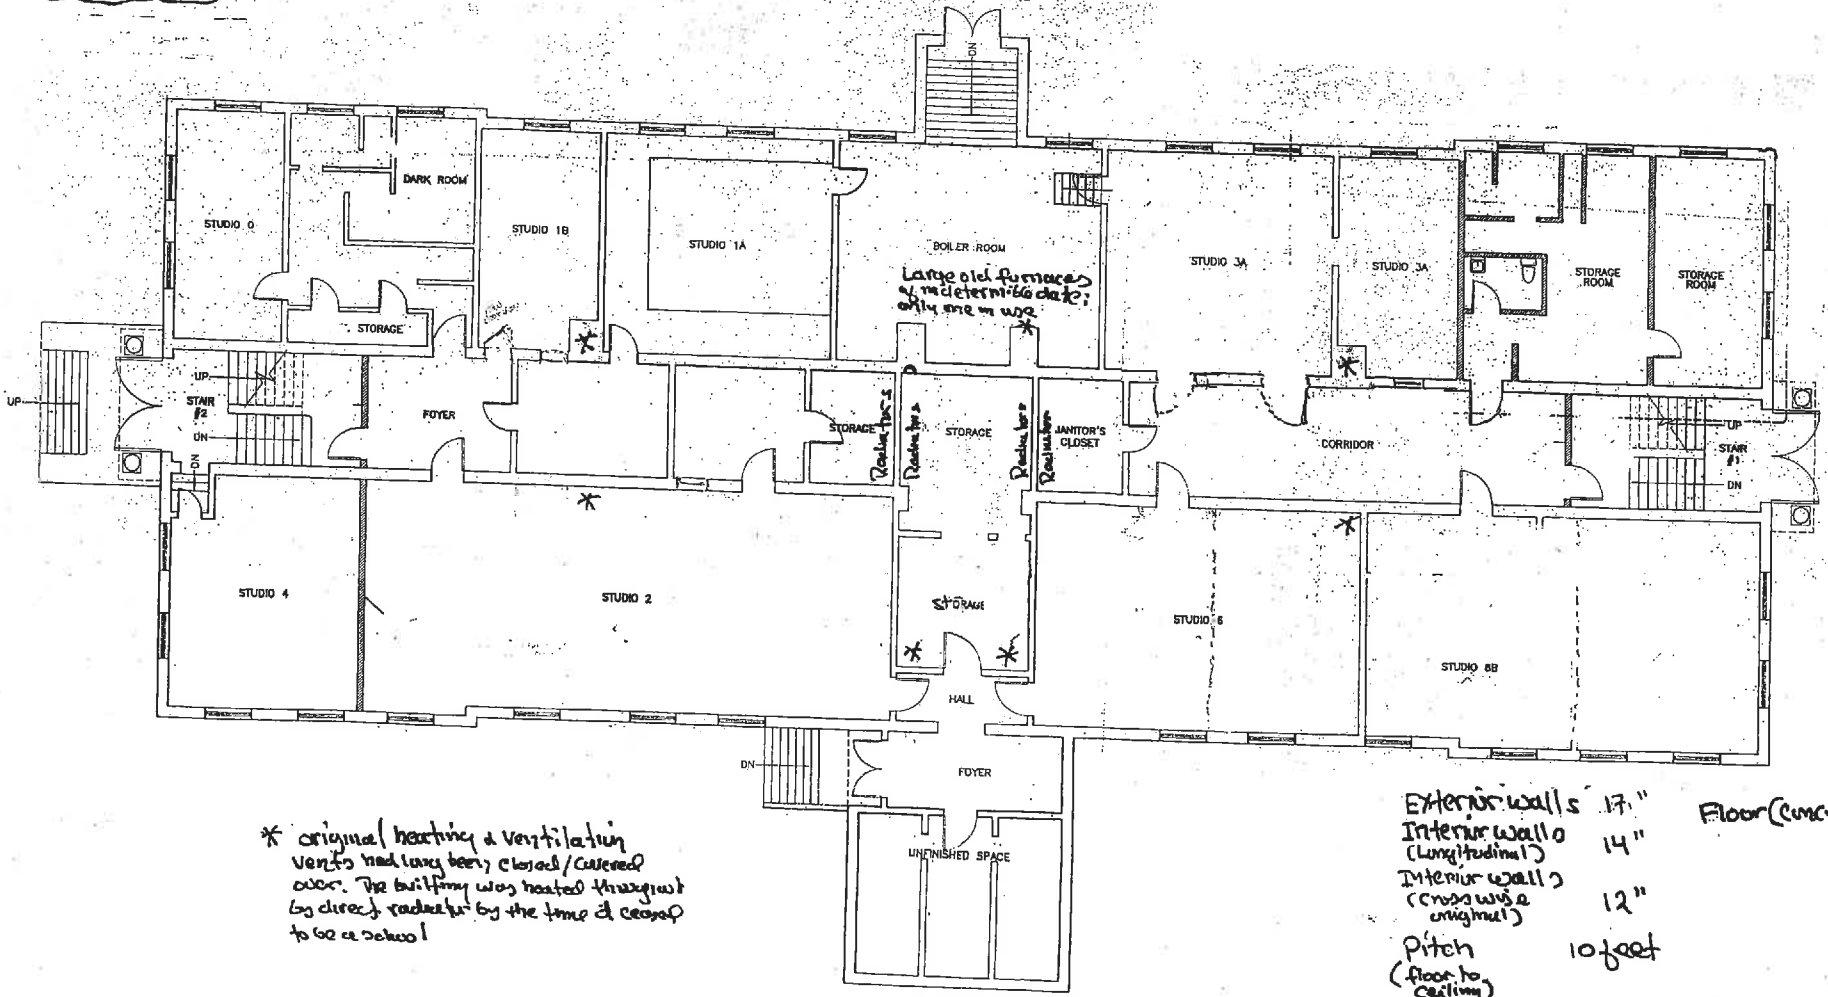 DN
DARK ROOM
STUDIO 0
STUDIO 1B
STUDIO 1A
BOILER ROOM
Large old furnaces
only one in use
*
STUDIO 3A
STUDIO 3A
STORAGE
ROOM
STORAGE
ROOM
STORAGE
*
*
UP
UP
STAIR
#2
DN
DN
FOYER
STORAGE
Radiators
Radiators
STORAGE
Radiators
Radiators
JANITOR'S
CLOSET
CORRIDOR
UP
STAIR
#1
DN
*
*
STUDIO 4
STUDIO 2
STORAGE
STUDIO 6
STUDIO 6B
*
*
HALL
DN
FOYER
UNFINISHED SPACE
* original heating & ventilation
vents had long been closed/covered
over. The building was heated throughout
by direct radiator by the time it ceased
to be a school
Exterior walls 17"
Interior walls
(Longitudinal) 14"
Interior walls
(crosswise
original) 12"
Pitch 10 feet
(floor to
ceiling)
Floor (conc